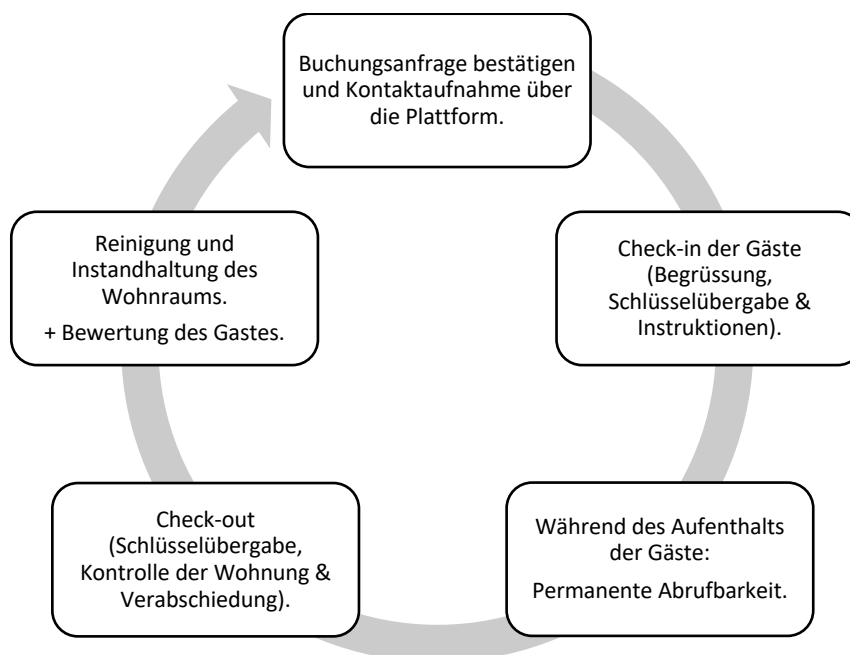 Buchungsanfrage bestätigen
und Kontaktaufnahme über
die Plattform.
Check-in der Gäste
(Begrüssung,
Schlüsselübergabe &
Instruktionen).
Während des Aufenthalts
der Gäste:
Permanente Abrufbarkeit.
Check-out
(Schlüsselübergabe,
Kontrolle der Wohnung &
Verabschiedung).
Reinigung und
Instandhaltung des
Wohnraums.
+ Bewertung des Gastes.